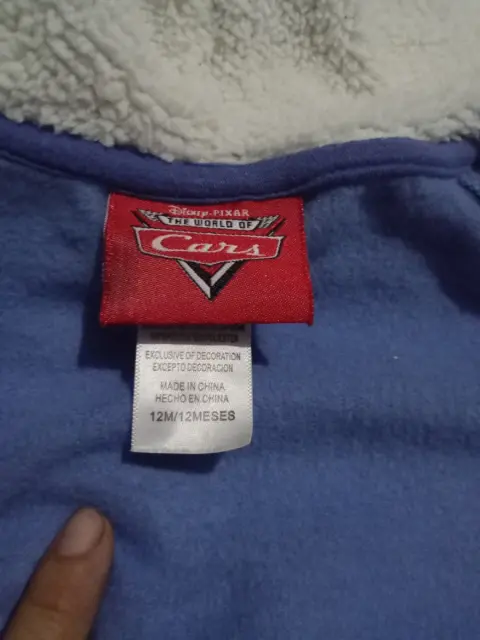 Disney·PIXAR
THE WORLD OF
Cars
EXCLUSIVE OF DECORATION
EXCEPTO DECORACION
MADE IN CHINA
HECHO EN CHINA
12M/12MESES